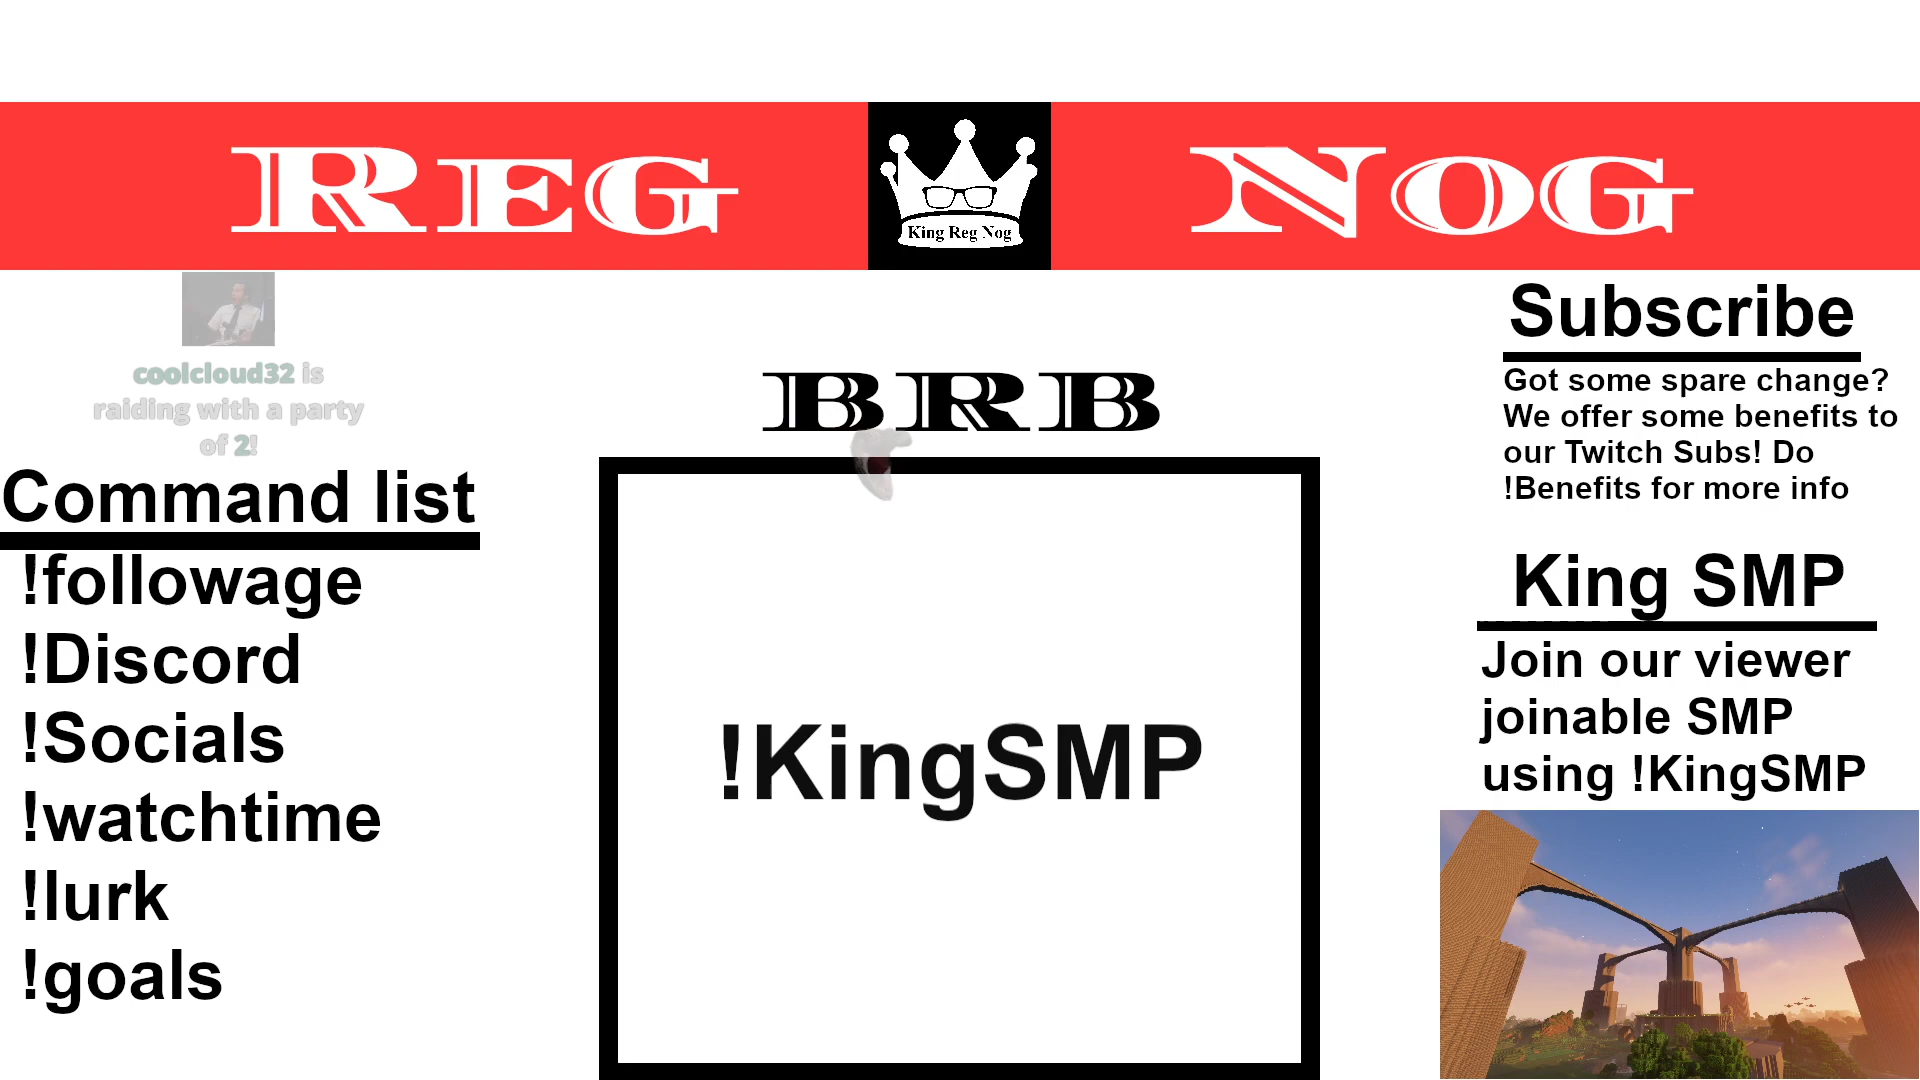 REG NOG
King Reg Nog
coolcloud32 is
raiding with a party
of 2!
Command list
!followage
!Discord
!Socials
!watchtime
!lurk
!goals
BRB
!KingSMP
Subscribe
Got some spare change?
We offer some benefits to
our Twitch Subs! Do
!Benefits for more info
King SMP
Join our viewer
joinable SMP
using !KingSMP